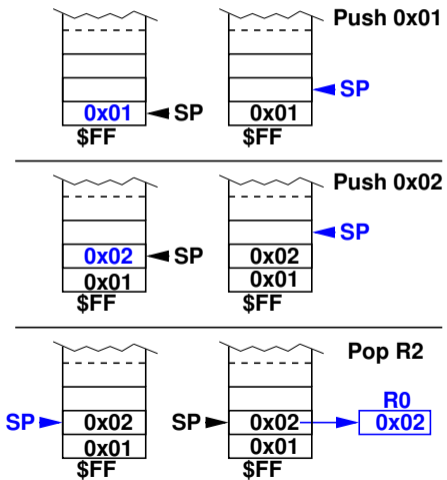 Push 0x01
SP
0x01 SP 0x01
$FF $FF
Push 0x02
SP
0x02 SP 0x02
0x01 0x01
$FF $FF
Pop R2
R0
SP 0x02 SP 0x02 0x02
0x01 0x01
$FF $FF